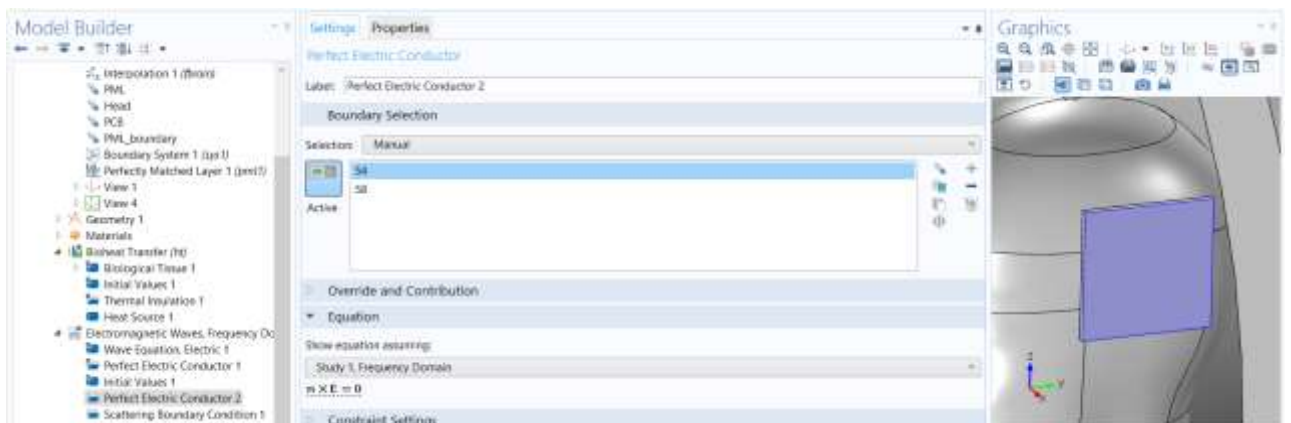 Model Builder
Interpolation 1 (fbrain)
PML
Head
PCB
PML_boundary
Boundary System 1 (sys1)
Perfectly Matched Layer 1 (pml1)
View 1
View 4
Geometry 1
Materials
Bioheat Transfer (ht)
Biological Tissue 1
Initial Values 1
Thermal Insulation 1
Heat Source 1
Electromagnetic Waves, Frequency Do
Wave Equation, Electric 1
Perfect Electric Conductor 1
Initial Values 1
Perfect Electric Conductor 2
Scattering Boundary Condition 1
Settings Properties
Perfect Electric Conductor
Label: Perfect Electric Conductor 2
Boundary Selection
Selection: Manual
54
58
Active
Override and Contribution
Equation
Show equation assuming:
Study 1, Frequency Domain
n × E = 0
Constraint Settings
Graphics
z
y
x